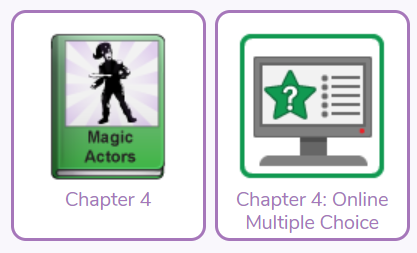 Magic
Actors
Chapter 4
?
Chapter 4: Online
Multiple Choice